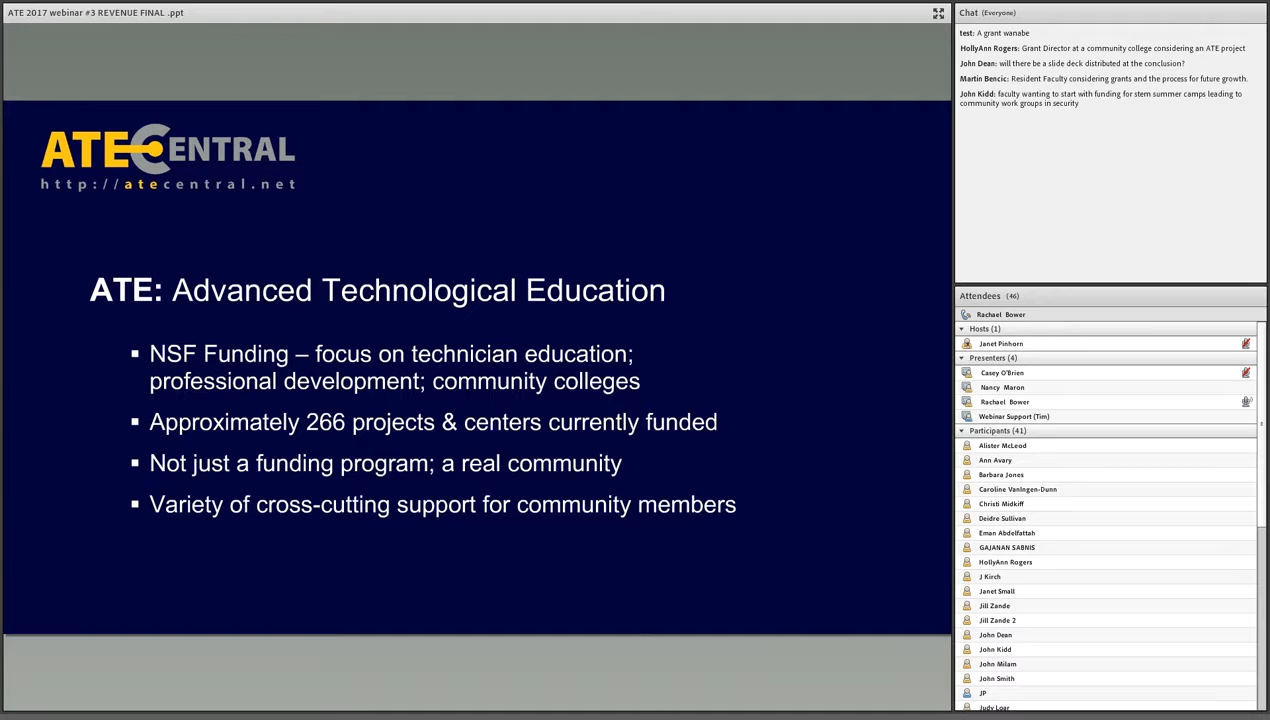 ATE 2017 webinar #3 REVENUE FINAL .ppt
ATE CENTRAL
http://atecentral.net
ATE: Advanced Technological Education
▪ NSF Funding – focus on technician education;
professional development; community colleges
▪ Approximately 266 projects & centers currently funded
▪ Not just a funding program; a real community
▪ Variety of cross-cutting support for community members
Chat (Everyone)
test: A grant wanabe
HollyAnn Rogers: Grant Director at a community college considering an ATE project
John Dean: will there be a slide deck distributed at the conclusion?
Martin Bencic: Resident Faculty considering grants and the process for future growth.
John Kidd: faculty wanting to start with funding for stem summer camps leading to
community work groups in security
Attendees (46)
Rachael Bower
Hosts (1)
Janet Pinhorn
Presenters (4)
Casey O'Brien
Nancy Maron
Rachael Bower
Webinar Support (Tim)
Participants (41)
Alister McLeod
Ann Avary
Barbara Jones
Caroline VanIngen-Dunn
Christi Midkiff
Deidre Sullivan
Eman Abdelfattah
GAJANAN SABNIS
HollyAnn Rogers
J Kirch
Janet Small
Jill Zande
Jill Zande 2
John Dean
John Kidd
John Milam
John Smith
JP
Judy Loar